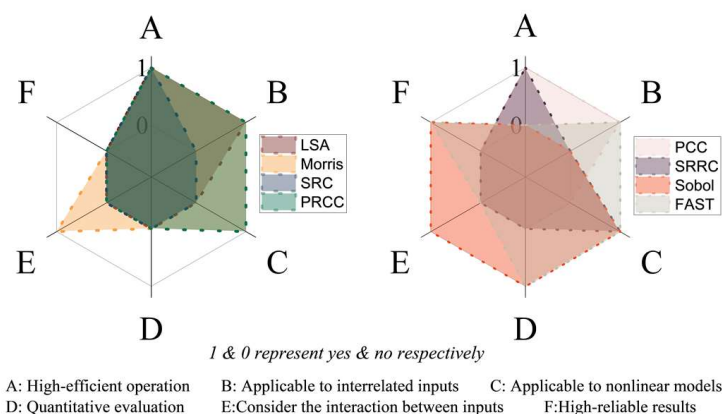 A
A
1
1
F
B
F
B
0
0
LSA
Morris
SRC
PRCC
PCC
SRRC
Sobol
FAST
E
C
E
C
D
D
1 & 0 represent yes & no respectively
A: High-efficient operation B: Applicable to interrelated inputs C: Applicable to nonlinear models
D: Quantitative evaluation E:Consider the interaction between inputs F:High-reliable results